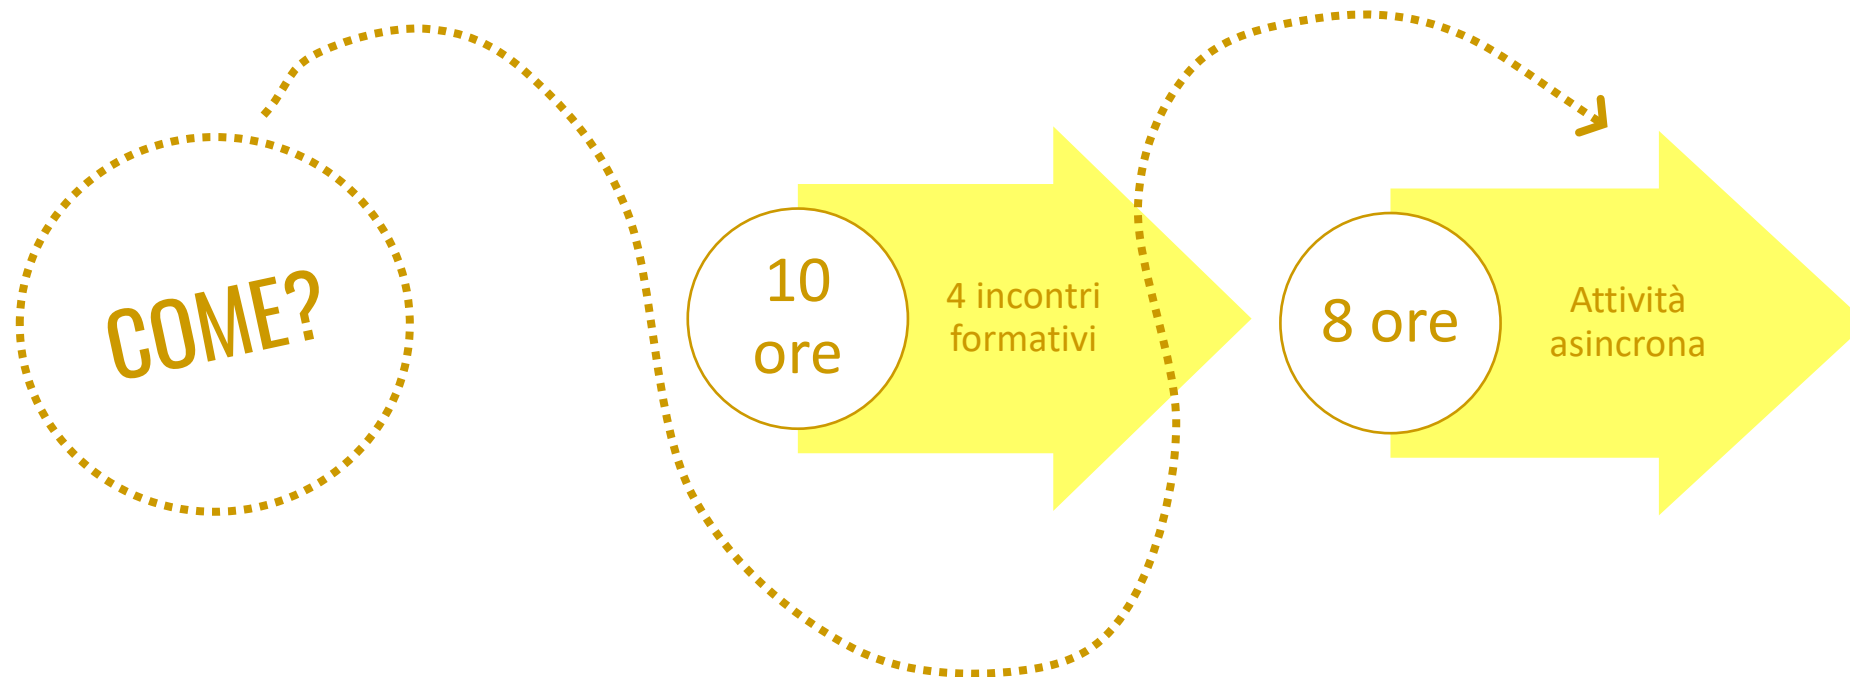 COME?
10
ore
4 incontri
formativi
8 ore
Attività
asincrona